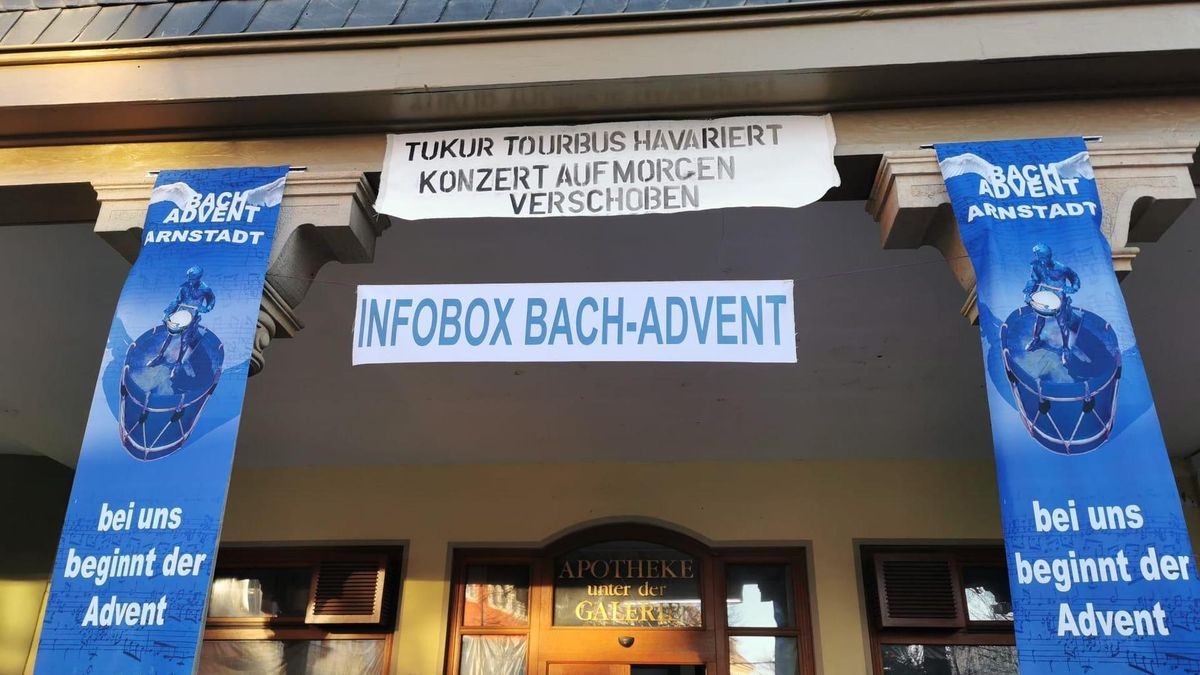 TUKUR TOURBUS HAVARIERT
KONZERT AUF MORGEN
VERSCHOBEN
BACH
ADVENT
ARNSTADT
bei uns
beginnt der
Advent
INFOBOX BACH-ADVENT
BACH
ADVENT
ARNSTADT
bei uns
beginnt der
Advent
APOTHEKE
unter der
GALERIE